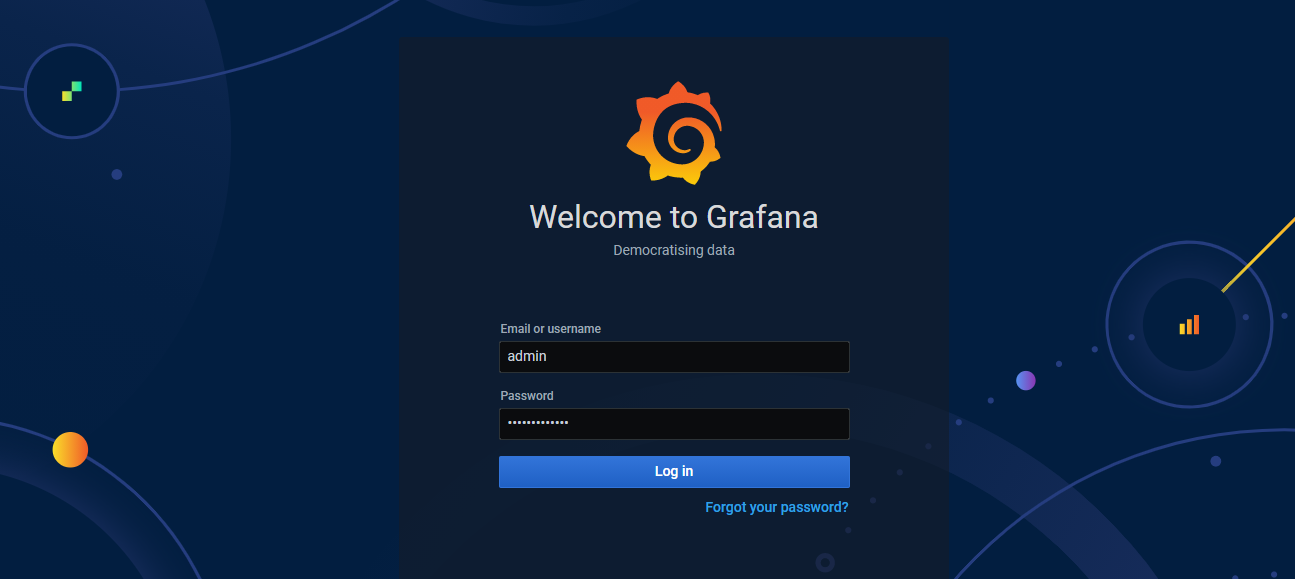 Welcome to Grafana
Democratising data
Email or username
admin
Password
•••••••••••••
Log in
Forgot your password?